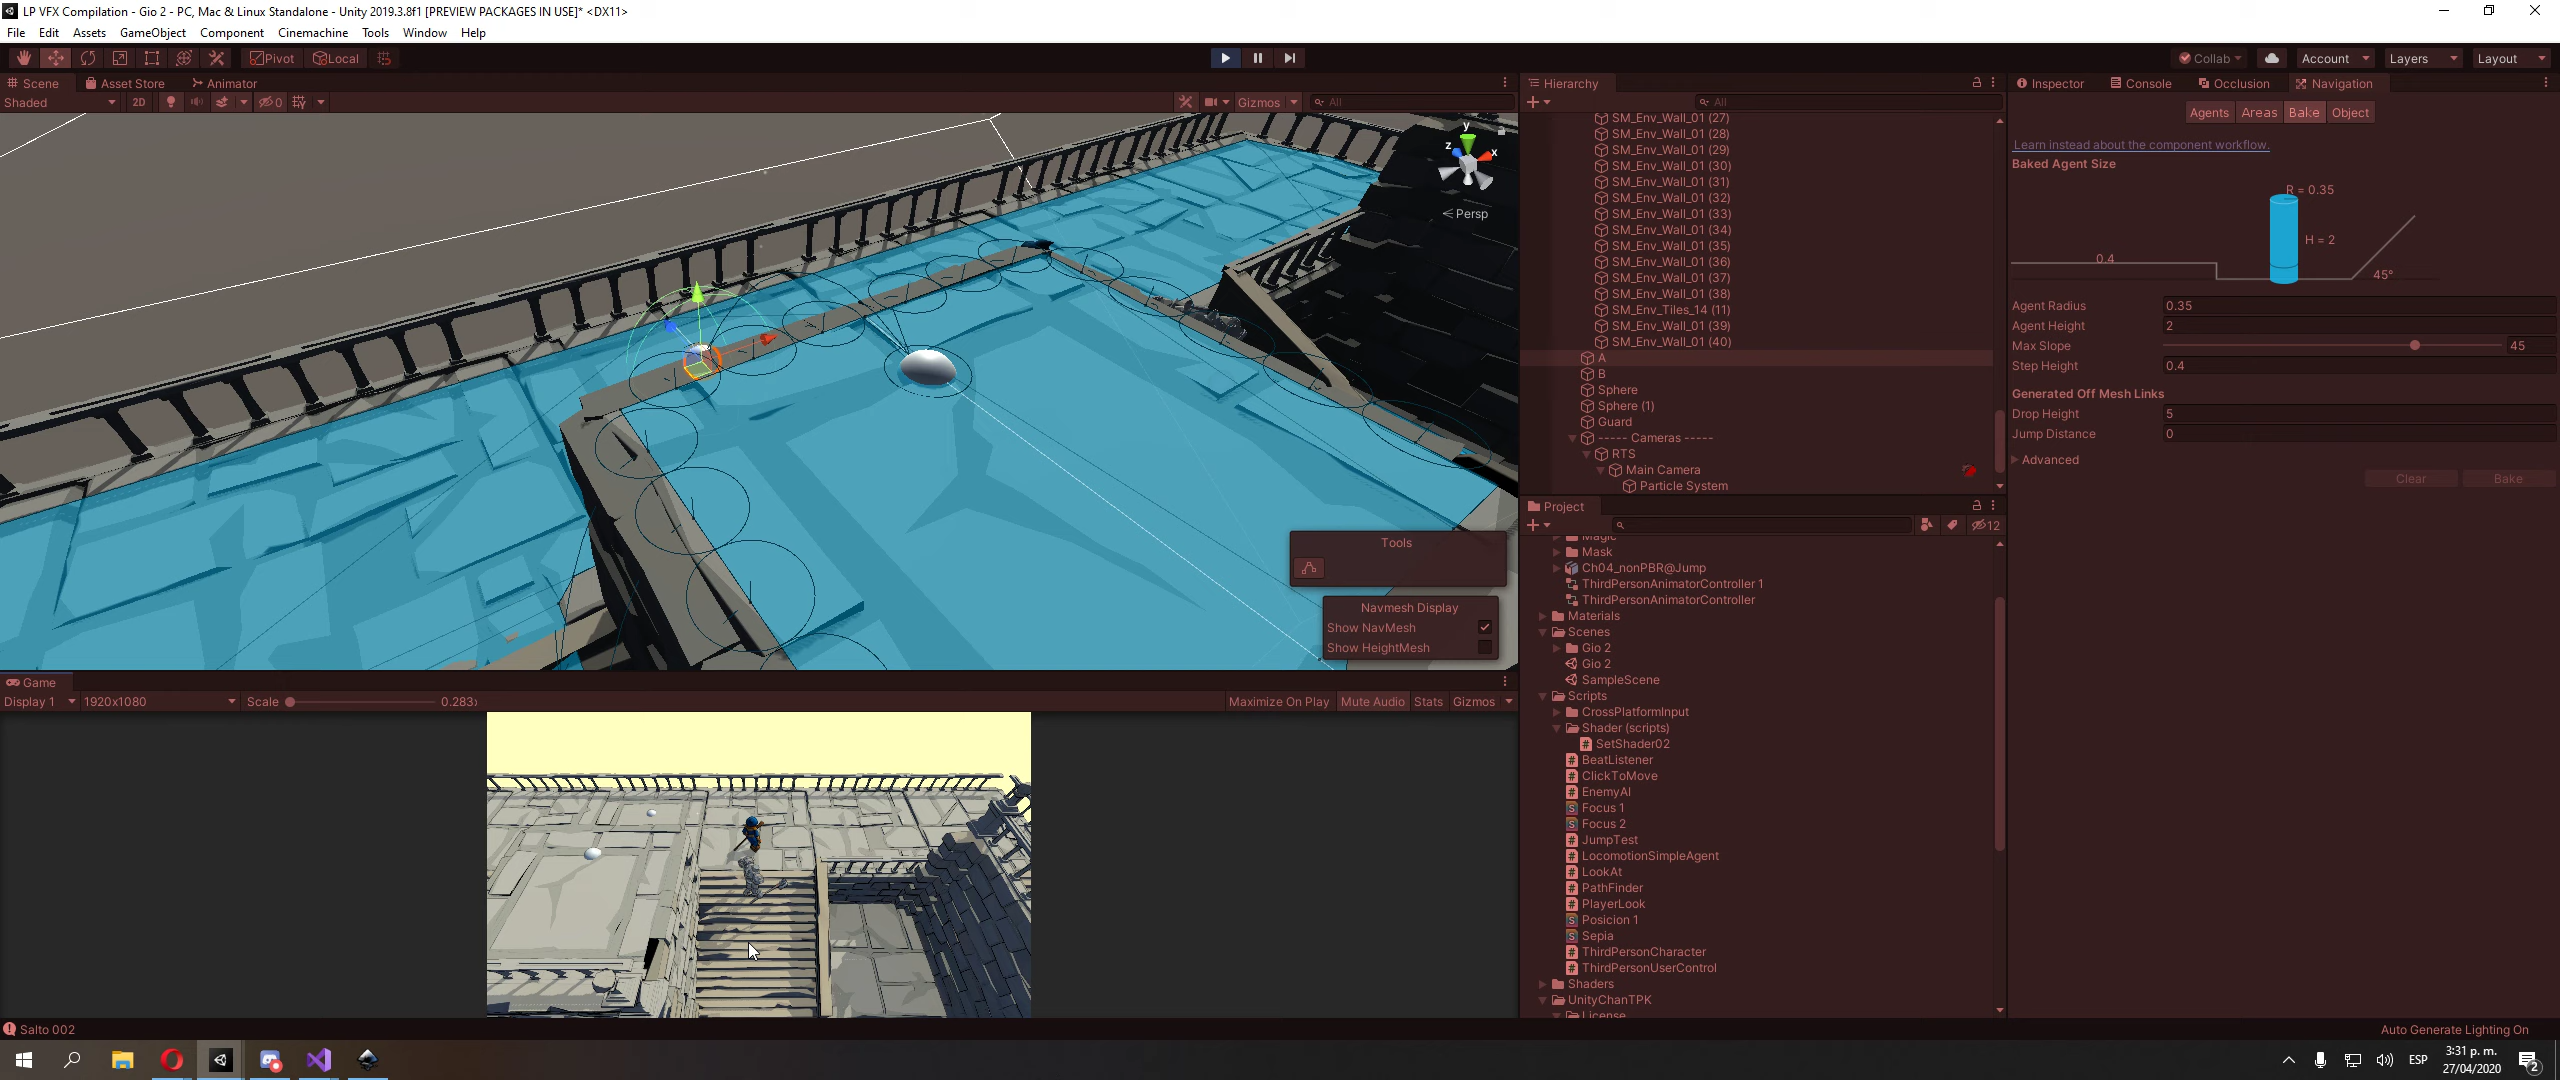 LP VFX Compilation - Gio 2 - PC, Mac & Linux Standalone - Unity 2019.3.8f1 [PREVIEW PACKAGES IN USE]* <DX11>
File Edit Assets GameObject Component Cinemachine Tools Window Help
Pivot Local Collab Account Layers Layout
Scene Asset Store Animator
Shaded 2D 0 Gizmos All
y
z x
Persp
Tools
Navmesh Display
Show NavMesh
Show HeightMesh
Game
Display 1 1920x1080 Scale 0.283x Maximize On Play Mute Audio Stats Gizmos
Hierarchy
All
SM_Env_Wall_01 (27)
SM_Env_Wall_01 (28)
SM_Env_Wall_01 (29)
SM_Env_Wall_01 (30)
SM_Env_Wall_01 (31)
SM_Env_Wall_01 (32)
SM_Env_Wall_01 (33)
SM_Env_Wall_01 (34)
SM_Env_Wall_01 (35)
SM_Env_Wall_01 (36)
SM_Env_Wall_01 (37)
SM_Env_Wall_01 (38)
SM_Env_Tiles_14 (11)
SM_Env_Wall_01 (39)
SM_Env_Wall_01 (40)
A
B
Sphere
Sphere (1)
Guard
----- Cameras -----
RTS
Main Camera
Particle System
Project
12
Magic
Mask
Ch04_nonPBR@Jump
ThirdPersonAnimatorController 1
ThirdPersonAnimatorController
Materials
Scenes
Gio 2
Gio 2
SampleScene
Scripts
CrossPlatformInput
Shader (scripts)
SetShader02
BeatListener
ClickToMove
EnemyAI
Focus 1
Focus 2
JumpTest
LocomotionSimpleAgent
LookAt
PathFinder
PlayerLook
Posicion 1
Sepia
ThirdPersonCharacter
ThirdPersonUserControl
Shaders
UnityChanTPK
License
Inspector Console Occlusion Navigation
Agents Areas Bake Object
Learn instead about the component workflow.
Baked Agent Size
R = 0.35
H = 2
0.4
45°
Agent Radius 0.35
Agent Height 2
Max Slope 45
Step Height 0.4
Generated Off Mesh Links
Drop Height 5
Jump Distance 0
Advanced
Clear Bake
Salto 002
Auto Generate Lighting On
ESP
3:31 p. m.
27/04/2020
2